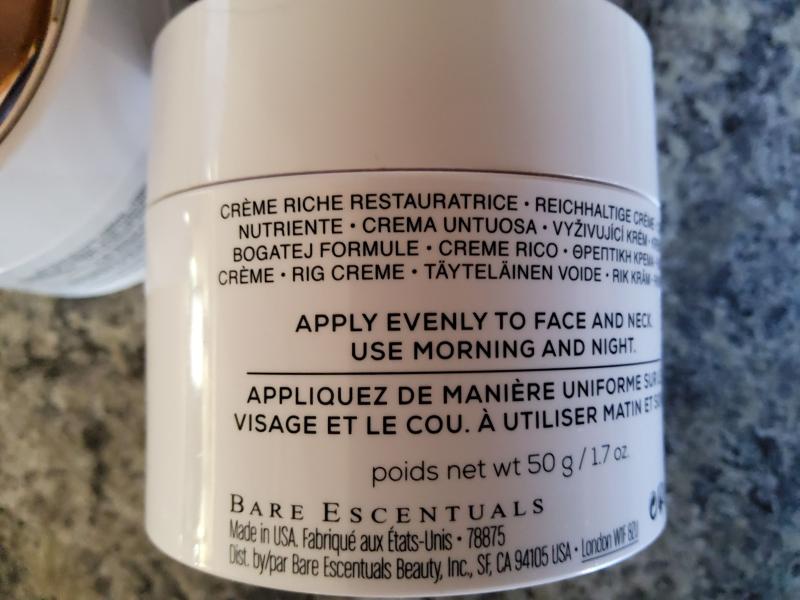 CRÈME RICHE RESTAURATRICE • REICHHALTIGE CREME
NUTRIENTE • CREMA UNTUOSA • VYŽIVUJÍCÍ KRÉM •
BOGATEJ FORMULE • CREME RICO • ΘΡΕΠΤΙΚΗ ΚΡΕΜΑ
CRÈME • RIG CREME • TÄYTELÄINEN VOIDE • RIK KRÄM •
APPLY EVENLY TO FACE AND NECK.
USE MORNING AND NIGHT.
APPLIQUEZ DE MANIÈRE UNIFORME SUR
VISAGE ET LE COU. À UTILISER MATIN ET
poids net wt 50 g / 1.7 oz.
BARE ESCENTUALS
Made in USA. Fabriqué aux États-Unis • 78875
Dist. by/par Bare Escentuals Beauty, Inc., SF, CA 94105 USA • London W1F